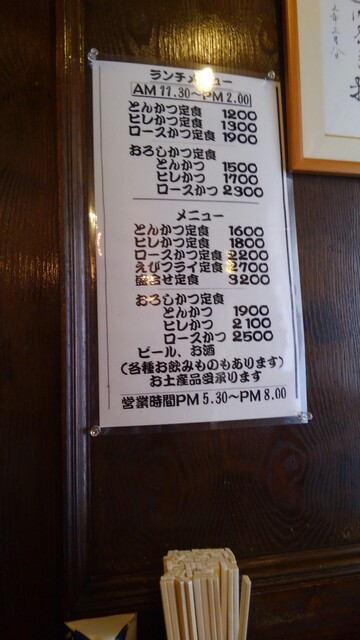 ランチメニュー
AM 11.30〜PM 2.00
とんかつ定食 1200
ヒレかつ定食 1300
ロースかつ定食 1900
おろしかつ定食
とんかつ 1500
ヒレかつ 1700
ロースかつ 2300
メニュー
とんかつ定食 1600
ヒレかつ定食 1800
ロースかつ定食 2200
えびフライ定食 2700
盛合せ定食 3200
おろしかつ定食
とんかつ 1900
ヒレかつ 2100
ロースかつ 2500
ビール、お酒
(各種お飲みものもあります)
お土産品受承ります
営業時間PM 5.30〜PM 8.00